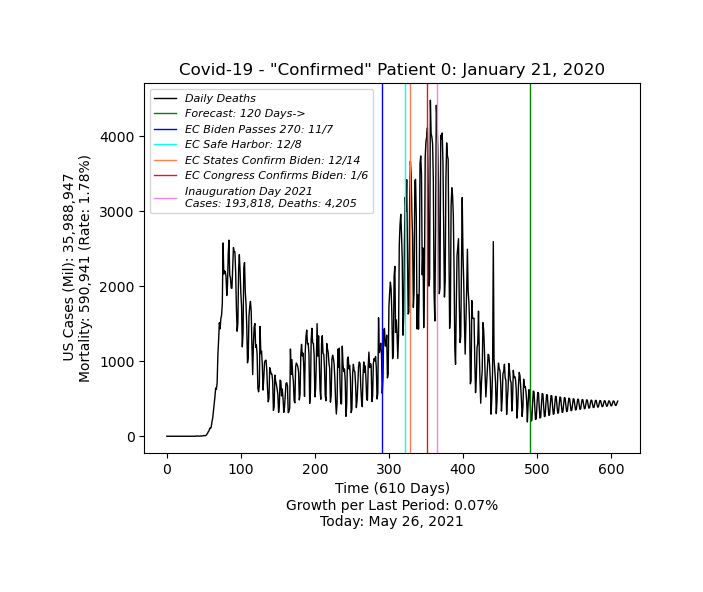 Covid-19 - "Confirmed" Patient 0: January 21, 2020
Daily Deaths
Forecast: 120 Days->
EC Biden Passes 270: 11/7
EC Safe Harbor: 12/8
EC States Confirm Biden: 12/14
EC Congress Confirms Biden: 1/6
Inauguration Day 2021
Cases: 193,818, Deaths: 4,205
US Cases (Mil): 35,988,947
Mortality: 590,941 (Rate: 1.78%)
4000
3000
2000
1000
0
0 100 200 300 400 500 600
Time (610 Days)
Growth per Last Period: 0.07%
Today: May 26, 2021